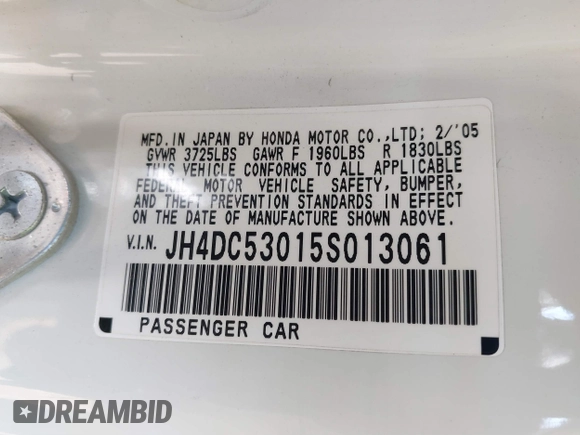 MFD. IN JAPAN BY HONDA MOTOR CO.,LTD; 2/'05
GVWR 3725LBS GAWR F 1960LBS R 1830LBS
THIS VEHICLE CONFORMS TO ALL APPLICABLE
FEDERAL MOTOR VEHICLE SAFETY, BUMPER,
AND THEFT PREVENTION STANDARDS IN EFFECT
ON THE DATE OF MANUFACTURE SHOWN ABOVE.
V.I.N. JH4DC53015S013061
PASSENGER CAR
DREAMBID